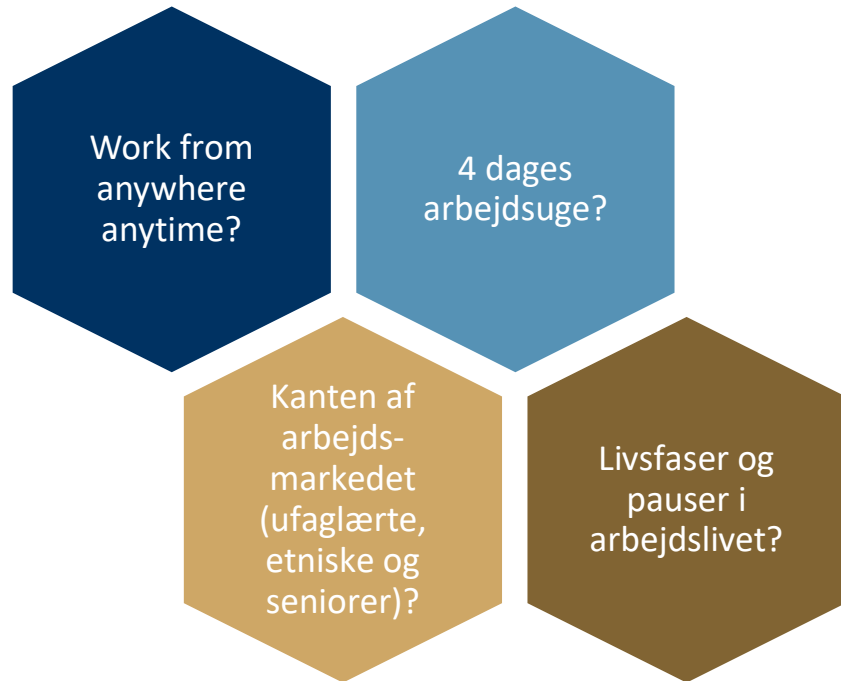 Work from
anywhere
anytime?
4 dages
arbejdsuge?
Kanten af
arbejds-
markedet
(ufaglærte,
etniske og
seniorer)?
Livsfaser og
pauser i
arbejdslivet?